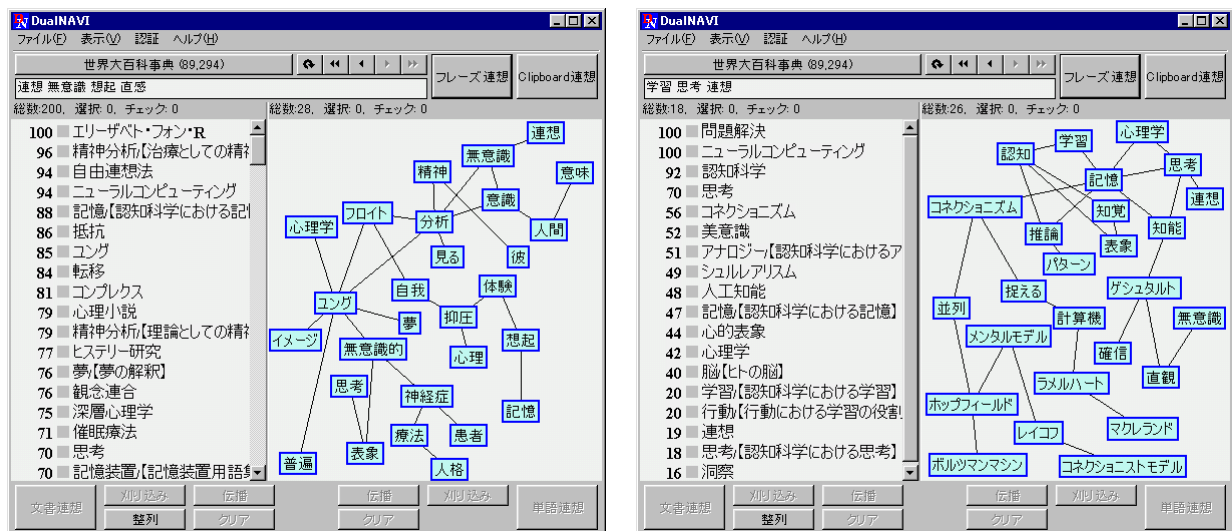 DualNAVI
ファイル(F) 表示(V) 認証 ヘルプ(H)
世界大百科事典 (89,294)
フレーズ連想
Clipboard連想
連想 無意識 想起 直感
総数:200, 選択: 0, チェック: 0
総数:28, 選択: 0, チェック: 0
100 エリーザベト・フォン・R
96 精神分析/【治療としての精神
94 自由連想法
94 ニューラルコンピューティング
88 記憶/【認知科学における記憶
86 抵抗
85 ユング
84 転移
81 コンプレクス
79 心理小説
79 精神分析/【理論としての精神
77 ヒステリー研究
76 夢/【夢の解釈】
76 観念連合
75 深層心理学
71 催眠療法
70 思考
70 記憶装置/【記憶装置用語集
連想
無意識
精神
意味
意識
フロイト
分析
心理学
人間
見る
彼
自我
体験
ユング
抑圧
夢
イメージ
無意識的
想起
心理
思考
神経症
記憶
療法
患者
表象
普遍
人格
文書連想
刈り込み
伝播
伝播
刈り込み
単語連想
整列
クリア
クリア
DualNAVI
ファイル(F) 表示(V) 認証 ヘルプ(H)
世界大百科事典 (89,294)
フレーズ連想
Clipboard連想
学習 思考 連想
総数:18, 選択: 0, チェック: 0
総数:26, 選択: 0, チェック: 0
100 問題解決
100 ニューラルコンピューティング
92 認知科学
70 思考
56 コネクショニズム
52 美意識
51 アナロジー/【認知科学におけるア
49 シュルレアリスム
48 人工知能
47 記憶/【認知科学における記憶】
44 心的表象
42 心理学
40 脳/【ヒトの脳】
20 学習/【認知科学における学習】
20 行動/【行動における学習の役割
19 連想
18 思考/【認知科学における思考】
16 洞察
心理学
学習
認知
思考
記憶
連想
コネクショニズム
知覚
知能
推論
表象
パターン
捉える
ゲシュタルト
並列
計算機
無意識
メンタルモデル
確信
直観
ラメルハート
ホップフィールド
マクレランド
レイコフ
ボルツマンマシン
コネクショニストモデル
文書連想
刈り込み
伝播
伝播
刈り込み
単語連想
整列
クリア
クリア